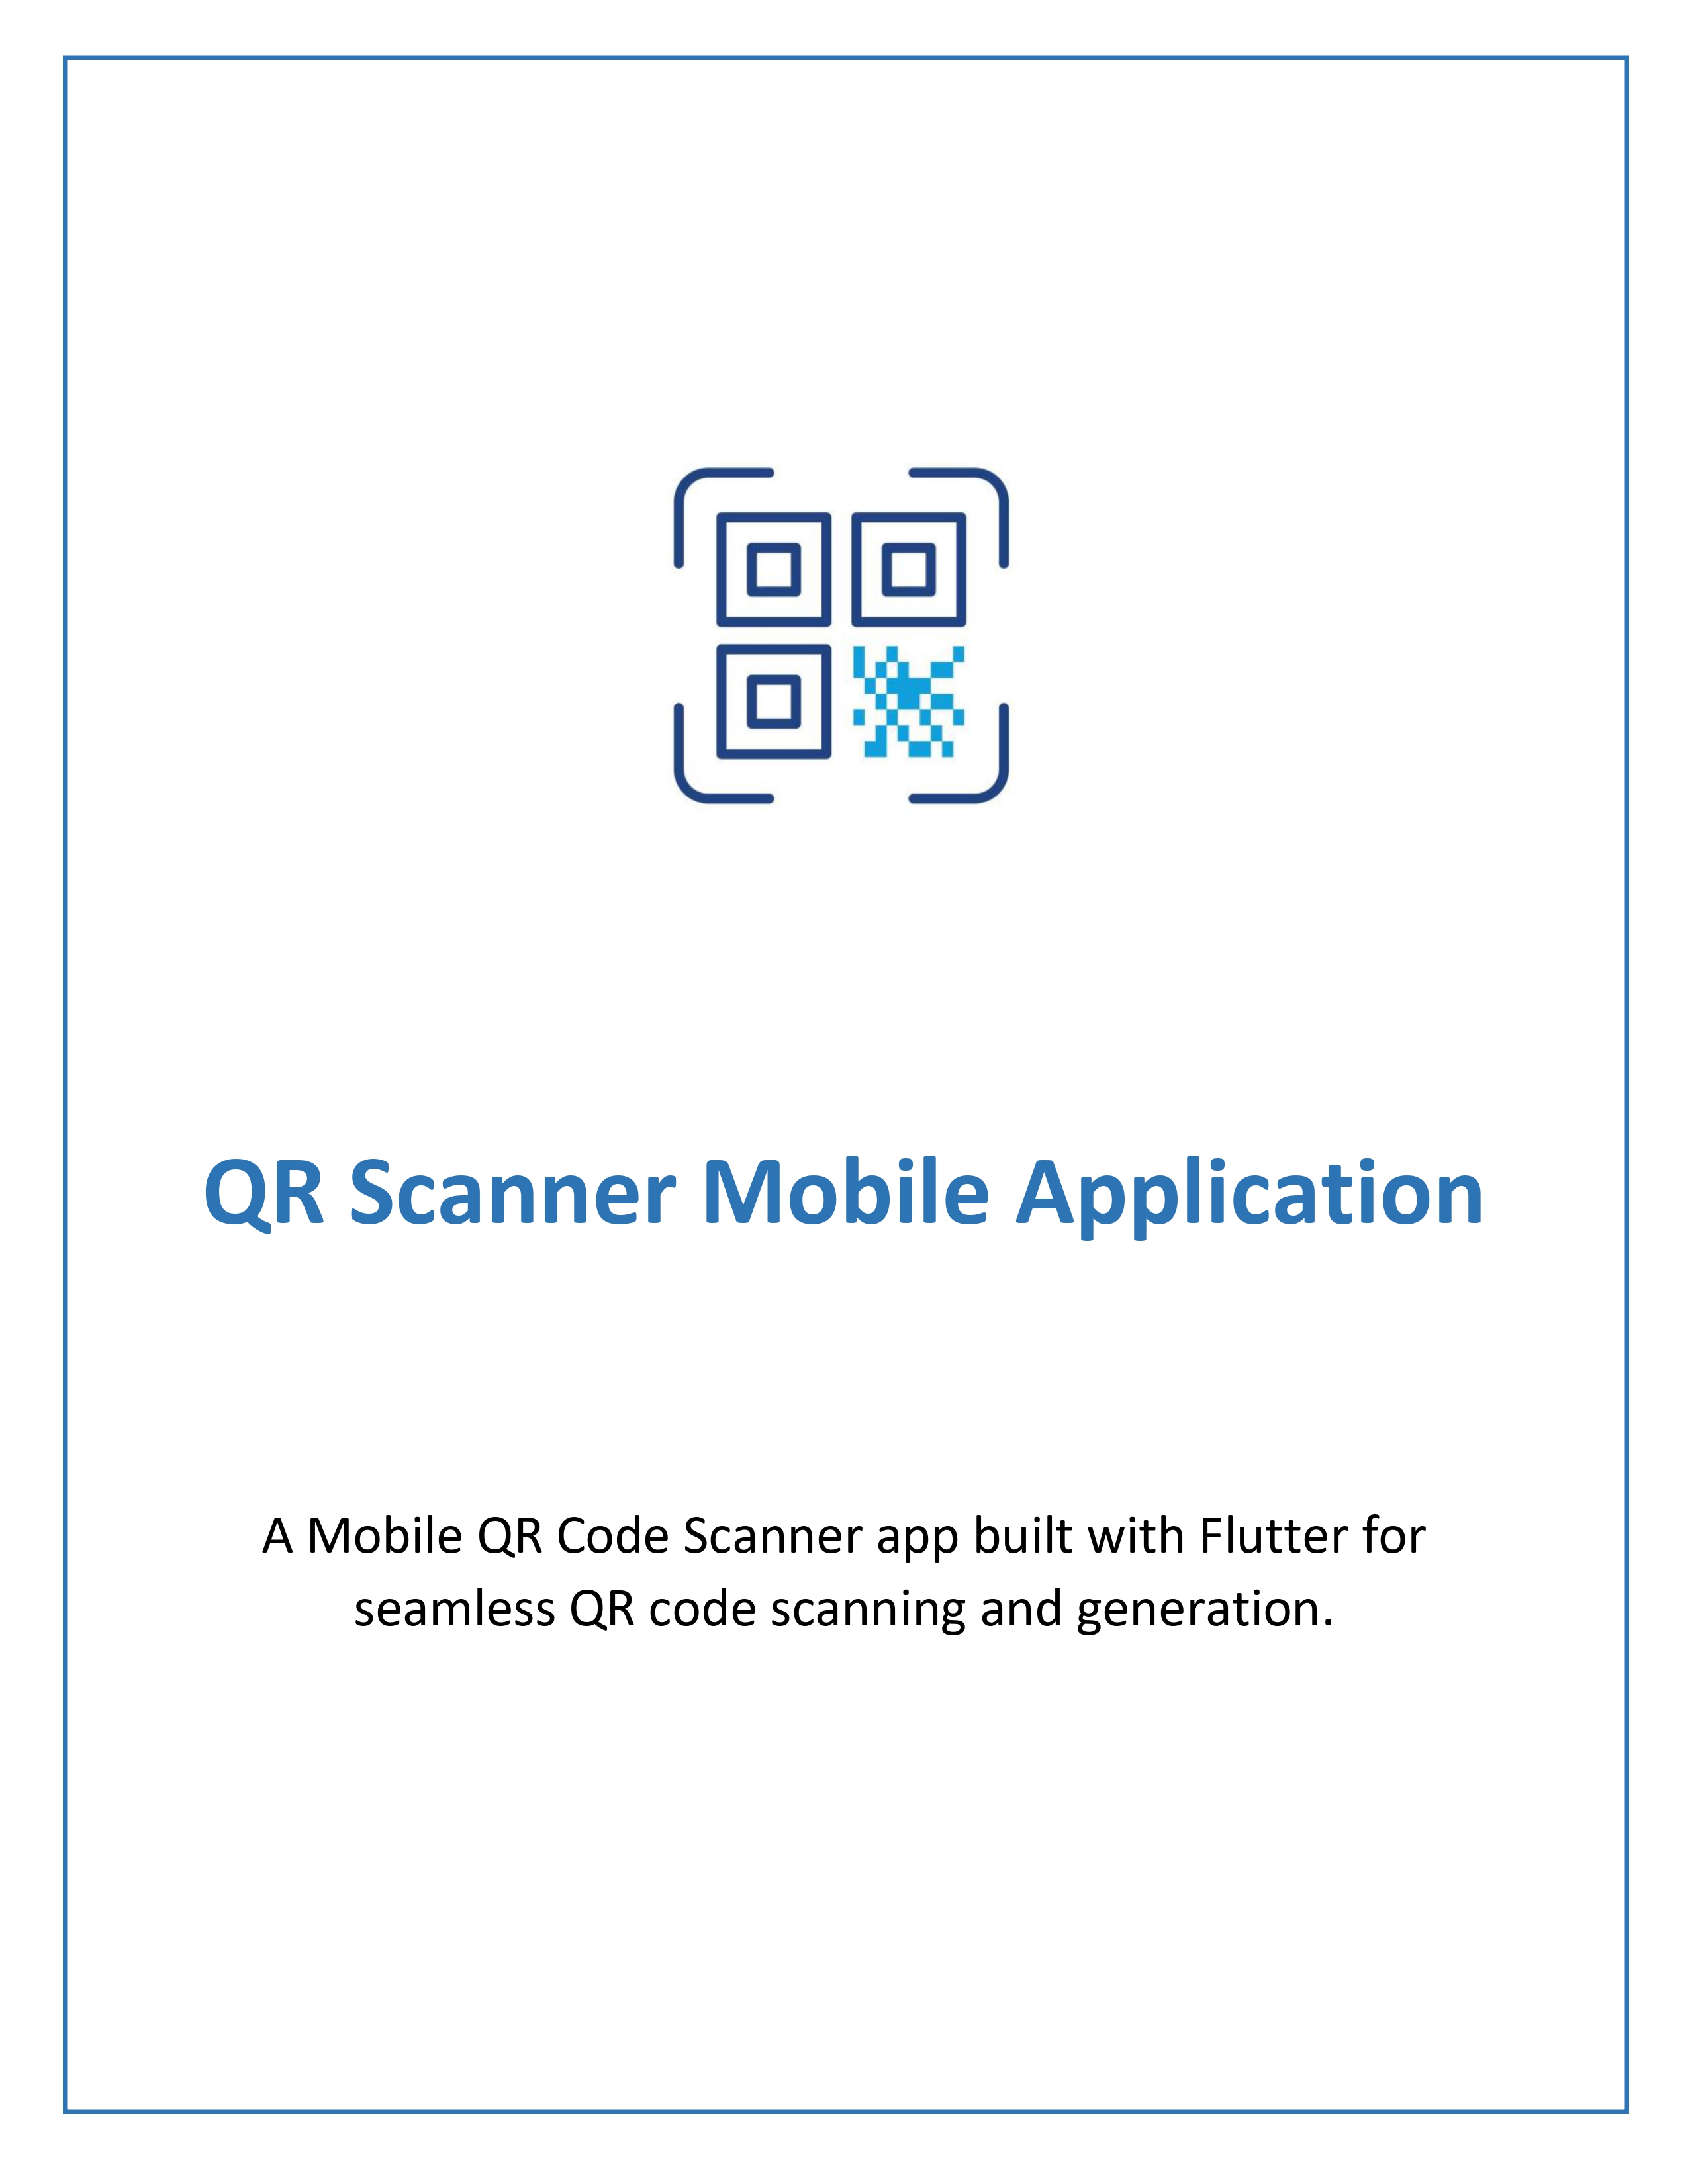 QR Scanner Mobile Application
A Mobile QR Code Scanner app built with Flutter for
seamless QR code scanning and generation.